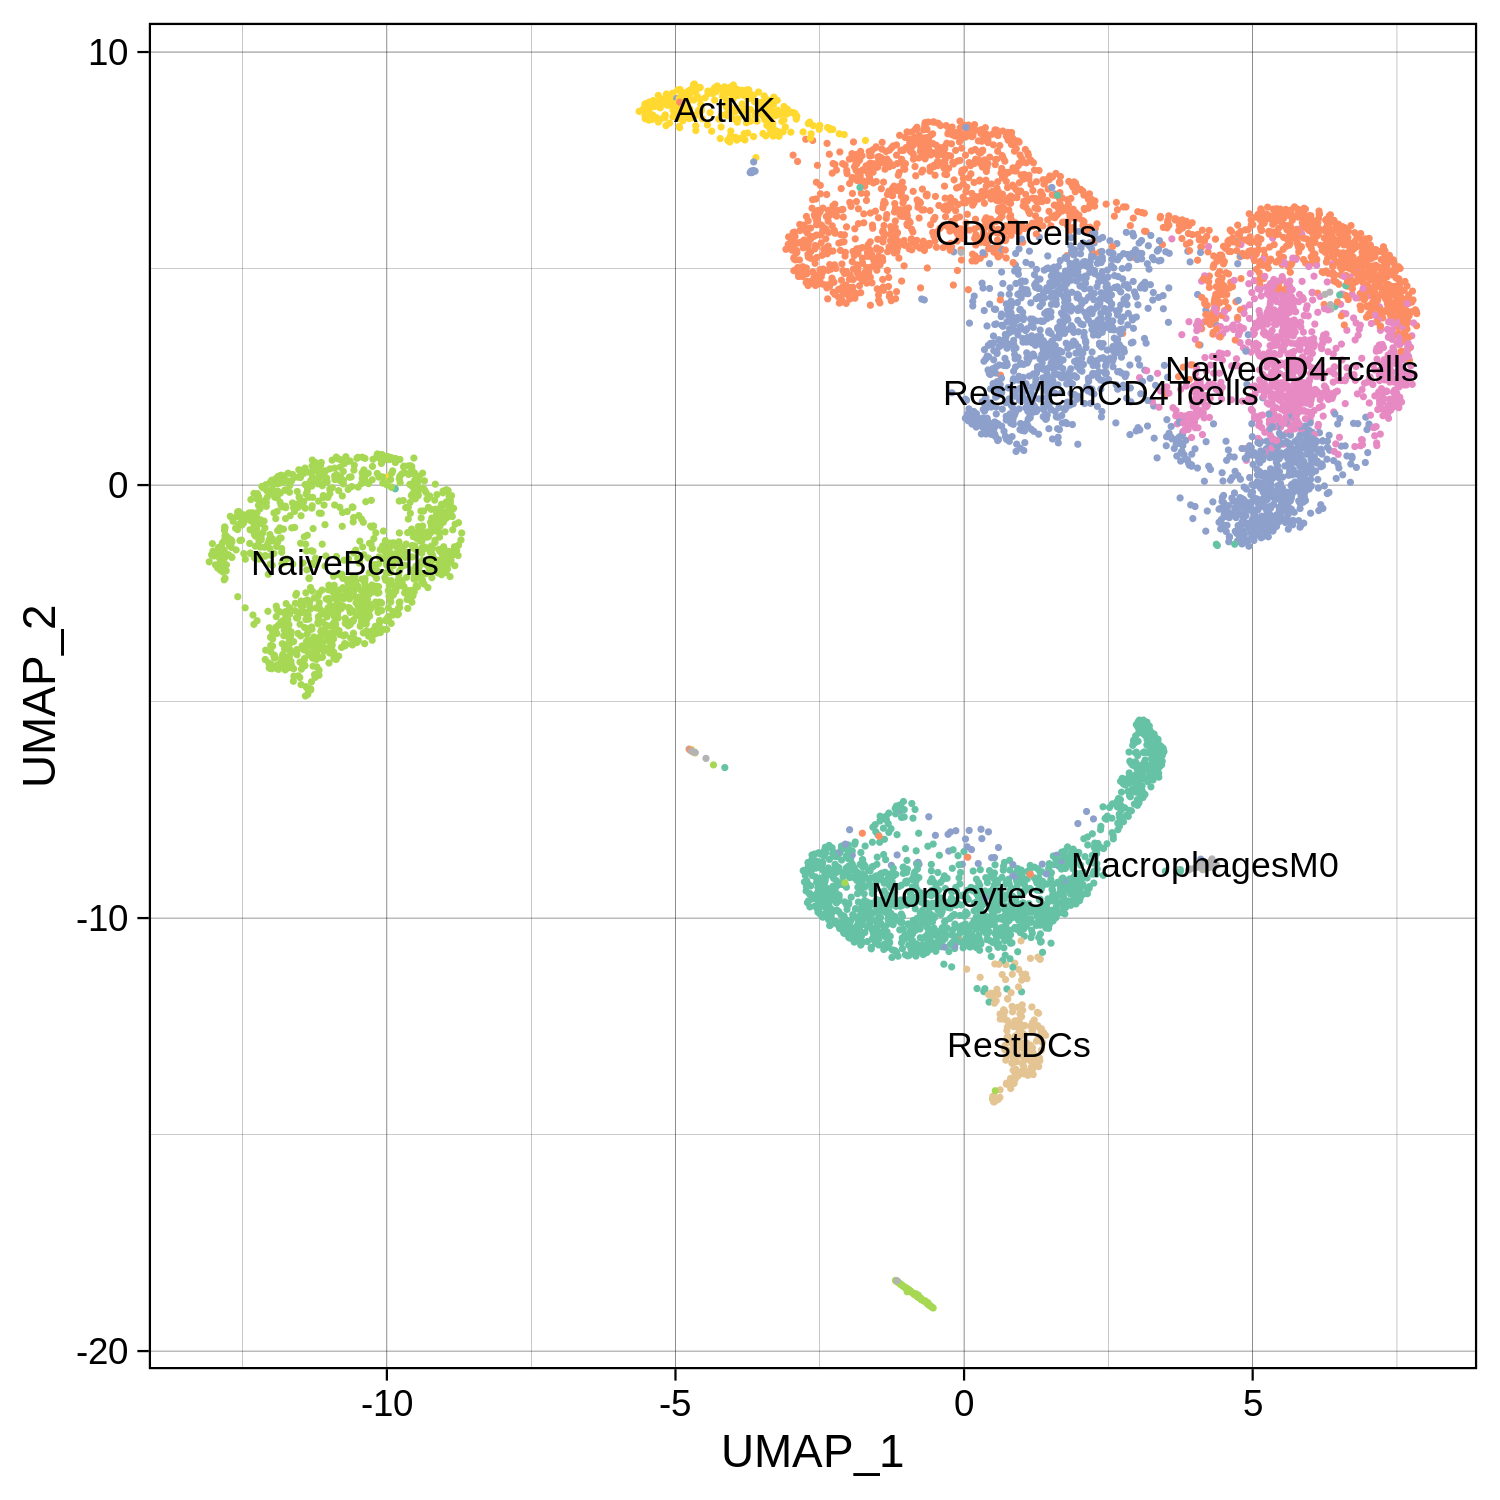 10
ActNK
CD8Tcells
NaiveCD4Tcells
RestMemCD4Tcells
0
NaiveBcells
UMAP_2
MacrophagesM0
Monocytes
-10
RestDCs
-20
-10 -5 0 5
UMAP_1